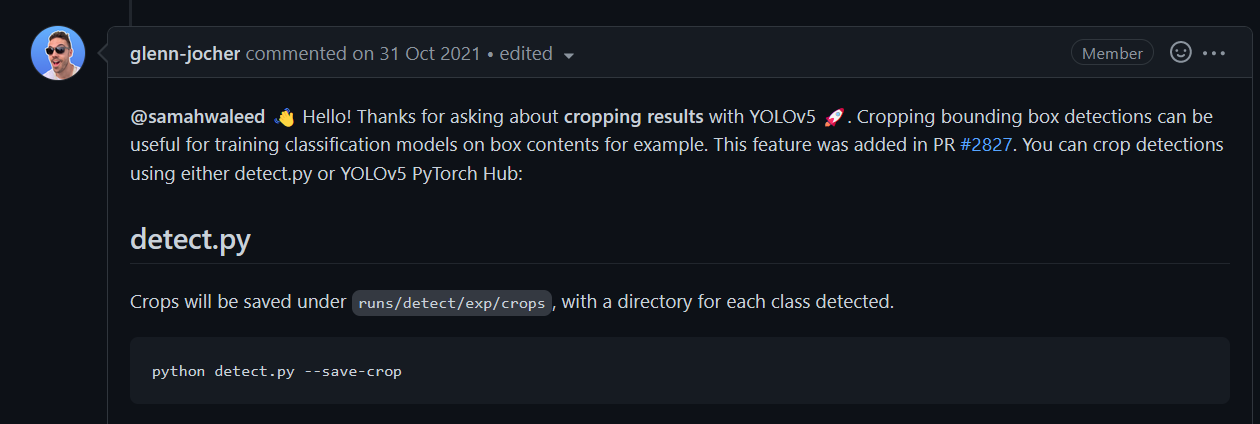 glenn-jocher commented on 31 Oct 2021 • edited
Member
@samahwaleed 👋 Hello! Thanks for asking about cropping results with YOLOv5 🚀. Cropping bounding box detections can be
useful for training classification models on box contents for example. This feature was added in PR #2827. You can crop detections
using either detect.py or YOLOv5 PyTorch Hub:
detect.py
Crops will be saved under runs/detect/exp/crops, with a directory for each class detected.
python detect.py --save-crop